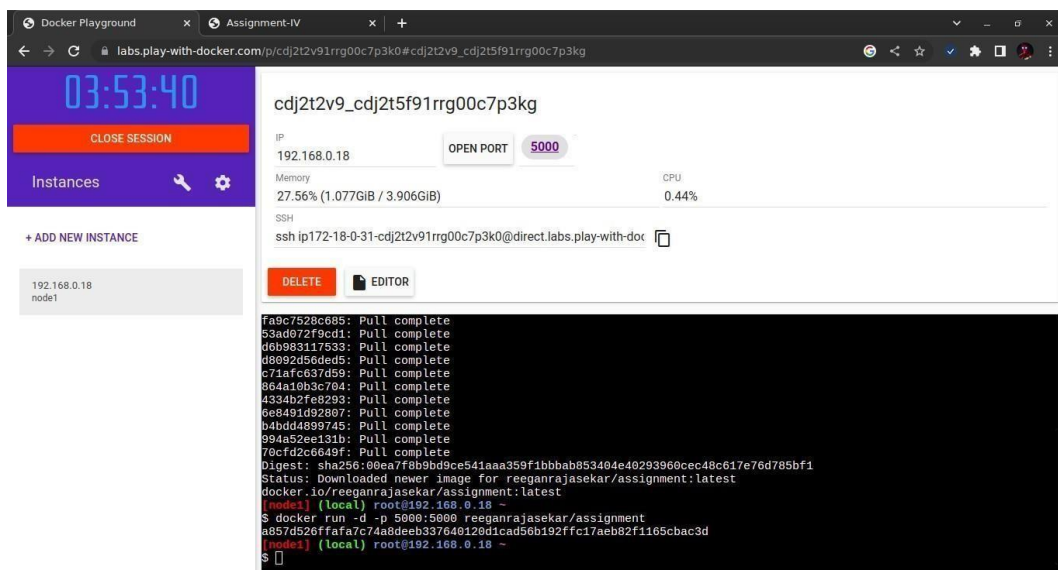 Docker Playground
Assignment-IV
labs.play-with-docker.com/p/cdj2t2v91rrg00c7p3k0#cdj2t2v9_cdj2t5f91rrg00c7p3kg
03:53:40
CLOSE SESSION
Instances
+ ADD NEW INSTANCE
192.168.0.18
node1
cdj2t2v9_cdj2t5f91rrg00c7p3kg
IP
192.168.0.18
OPEN PORT
5000
Memory
27.56% (1.077GiB / 3.906GiB)
CPU
0.44%
SSH
ssh ip172-18-0-31-cdj2t2v91rrg00c7p3k0@direct.labs.play-with-doc
DELETE
EDITOR
fa9c7528c685: Pull complete
53ad072f9cd1: Pull complete
d6b983117533: Pull complete
d8092d56ded5: Pull complete
c71afc637d59: Pull complete
864a10b3c704: Pull complete
4334b2fe8293: Pull complete
6e8491d92807: Pull complete
b4bdd4899745: Pull complete
994a52ee131b: Pull complete
70cfd2c6649f: Pull complete
Digest: sha256:00ea7f8b9bd9ce541aaa359f1bbbab853404e40293960cec48c617e76d785bf1
Status: Downloaded newer image for reeganrajasekar/assignment:latest
docker.io/reeganrajasekar/assignment:latest
[node1] (local) root@192.168.0.18 ~
$ docker run -d -p 5000:5000 reeganrajasekar/assignment
a857d526ffafa7c74a8deeb337640120d1cad56b192ffc17aeb82f1165cbac3d
[node1] (local) root@192.168.0.18 ~
$